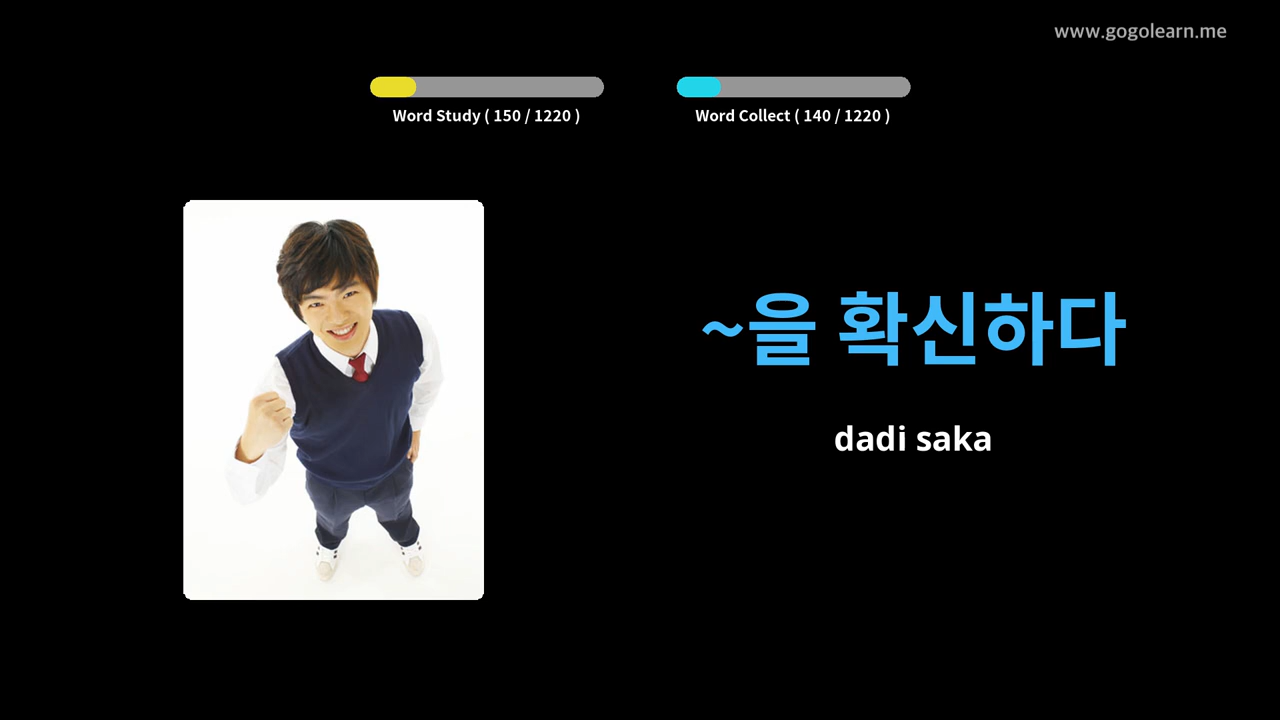 www.gogolearn.me
Word Study ( 150 / 1220 )
Word Collect ( 140 / 1220 )
~을 확신하다
dadi saka